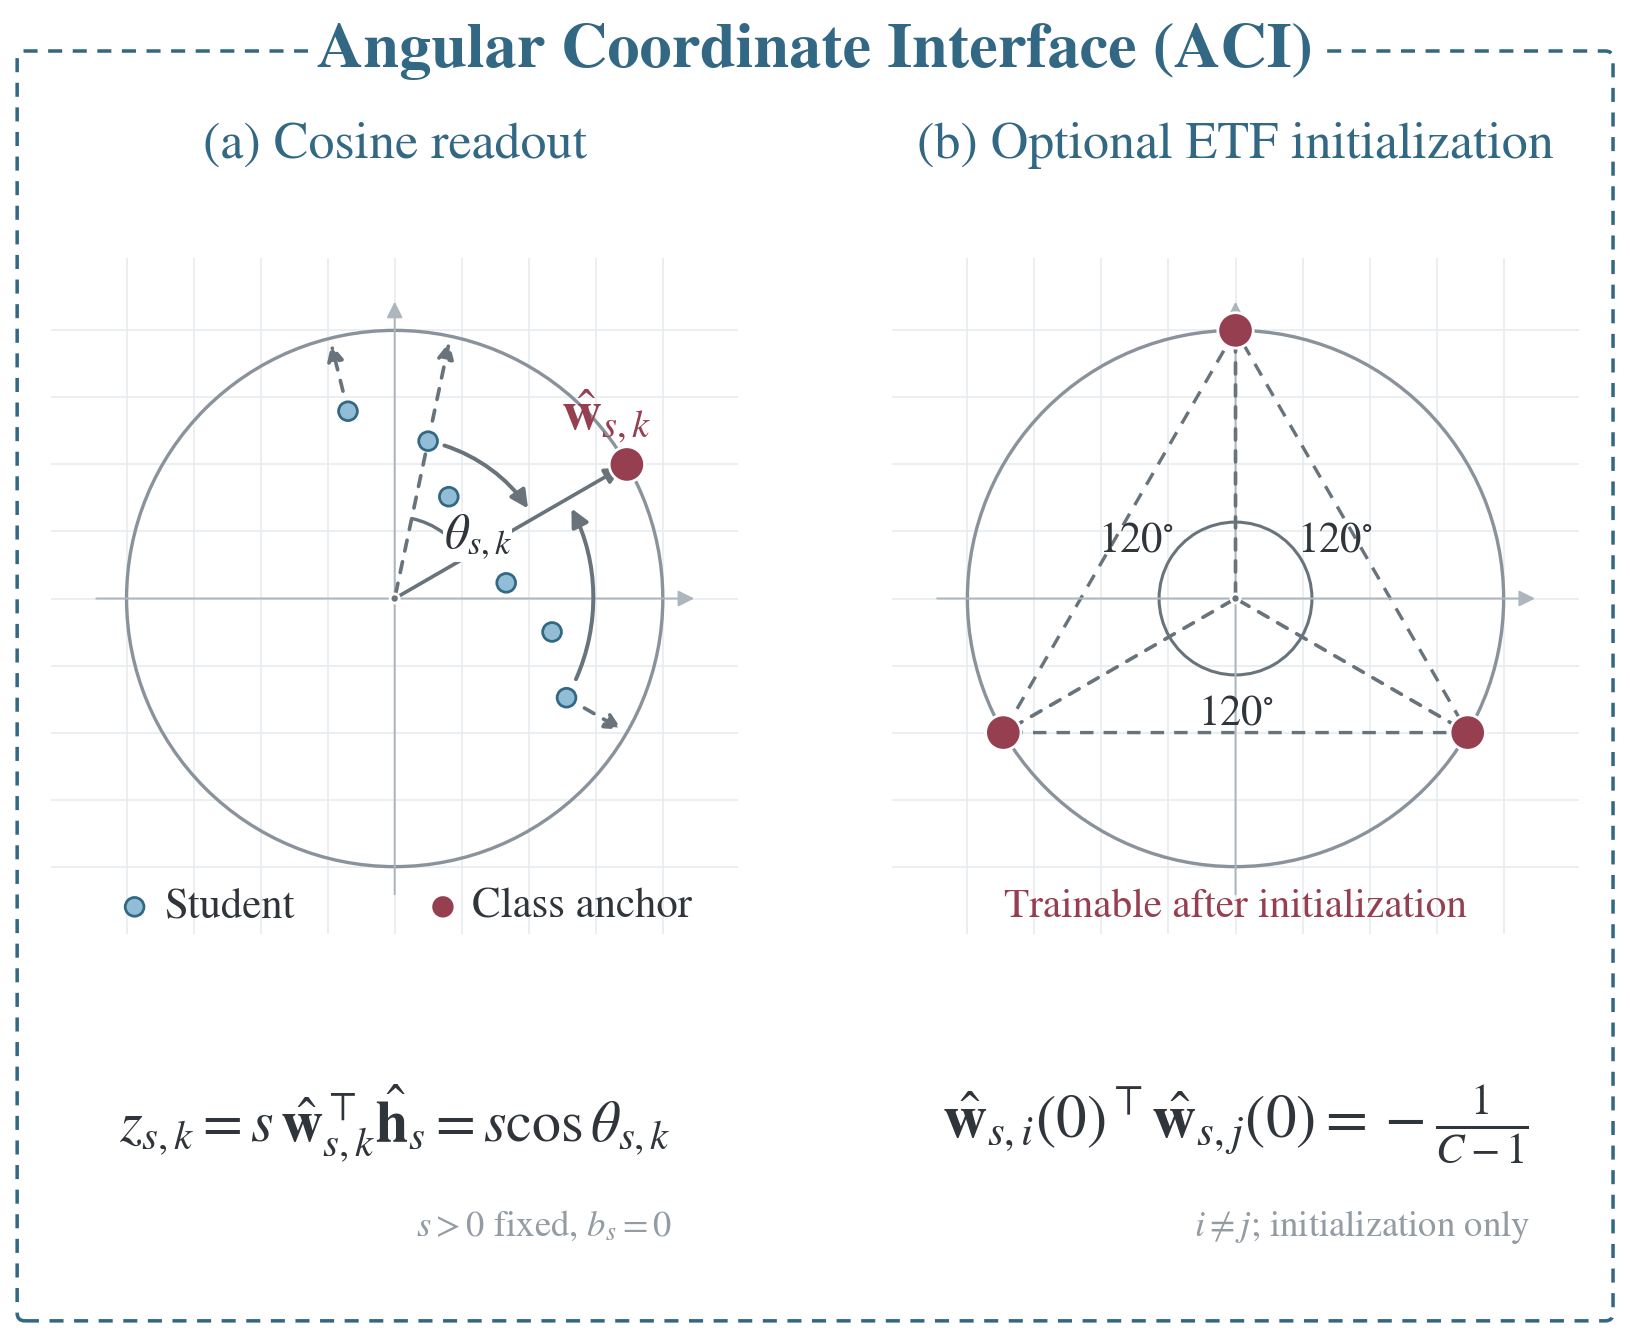 Angular Coordinate Interface (ACI)
(a) Cosine readout
ŵ_{s,k}
θ_{s,k}
Student
Class anchor
z_{s,k} = s ŵ_{s,k}^⊤ ĥ_s = s cos θ_{s,k}
s > 0 fixed, b_s = 0
(b) Optional ETF initialization
120°
120°
120°
Trainable after initialization
ŵ_{s,i}(0)^⊤ ŵ_{s,j}(0) = − 1/(C − 1)
i ≠ j; initialization only